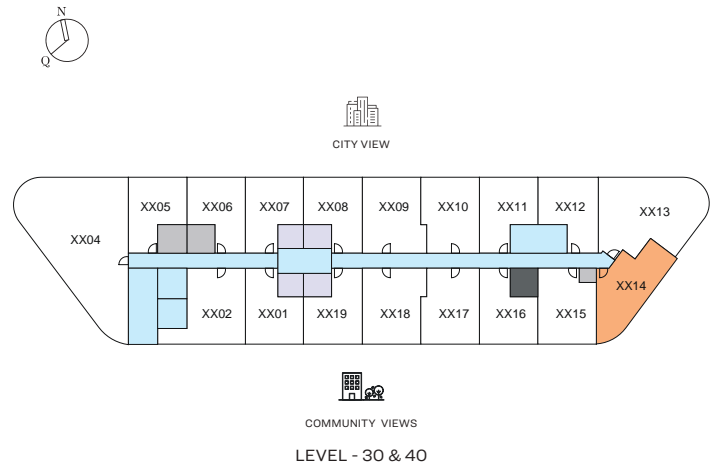 N
Q
CITY VIEW
XX05 XX06 XX07 XX08 XX09 XX10 XX11 XX12 XX13
XX04
XX14
XX02 XX01 XX19 XX18 XX17 XX16 XX15
COMMUNITY VIEWS
LEVEL - 30 & 40